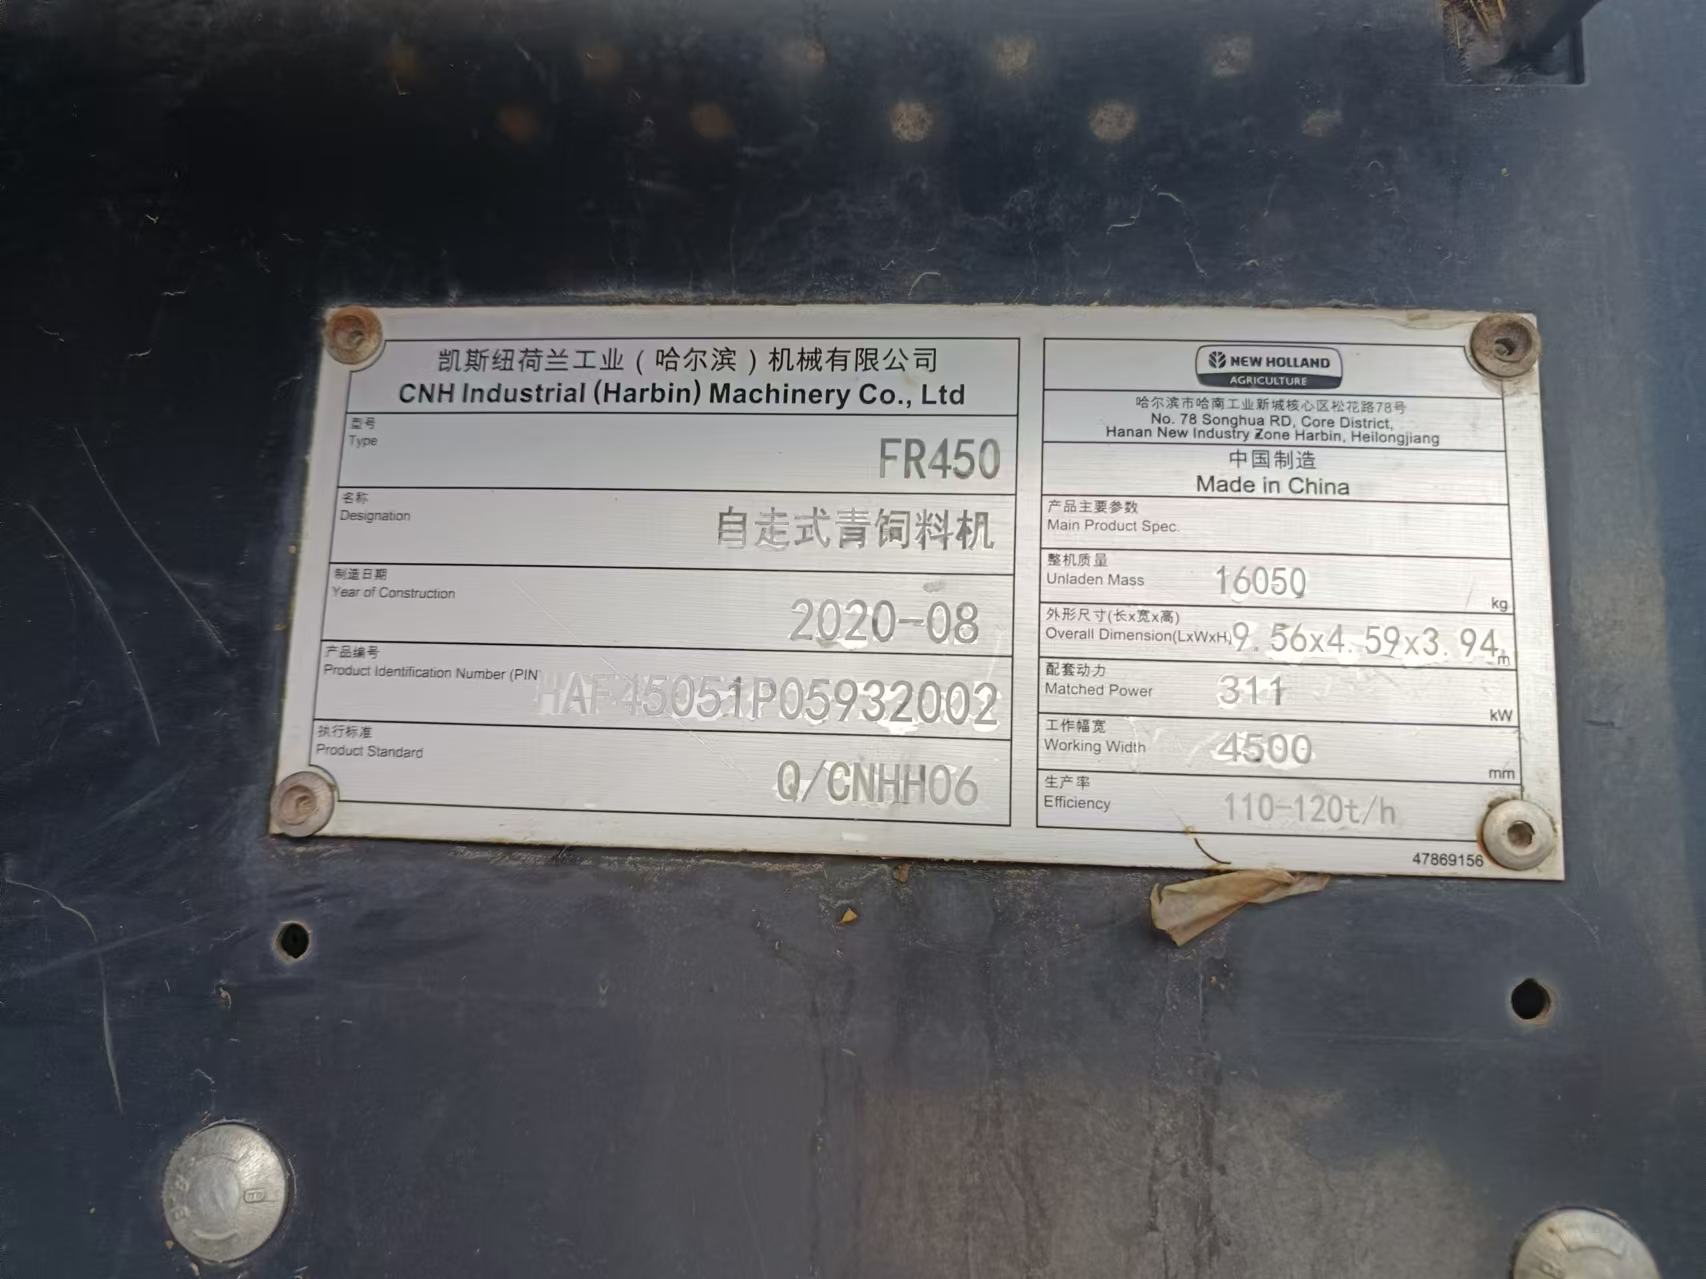 凯斯纽荷兰工业（哈尔滨）机械有限公司
CNH Industrial (Harbin) Machinery Co., Ltd
型号
Type
FR450
名称
Designation
自走式青饲料机
制造日期
Year of Construction
2020-08
产品编号
Product Identification Number (PIN
HAF45051P05932002
执行标准
Product Standard
Q/CNHH06
NEW HOLLAND
AGRICULTURE
哈尔滨市哈南工业新城核心区松花路78号
No. 78 Songhua RD, Core District,
Hanan New Industry Zone Harbin, Heilongjiang
中国制造
Made in China
产品主要参数
Main Product Spec.
整机质量
Unladen Mass
16050
kg
外形尺寸(长x宽x高)
Overall Dimension(LxWxH)
9.56x4.59x3.94
m
配套动力
Matched Power
311
kW
工作幅宽
Working Width
4500
mm
生产率
Efficiency
110-120t/h
47869156